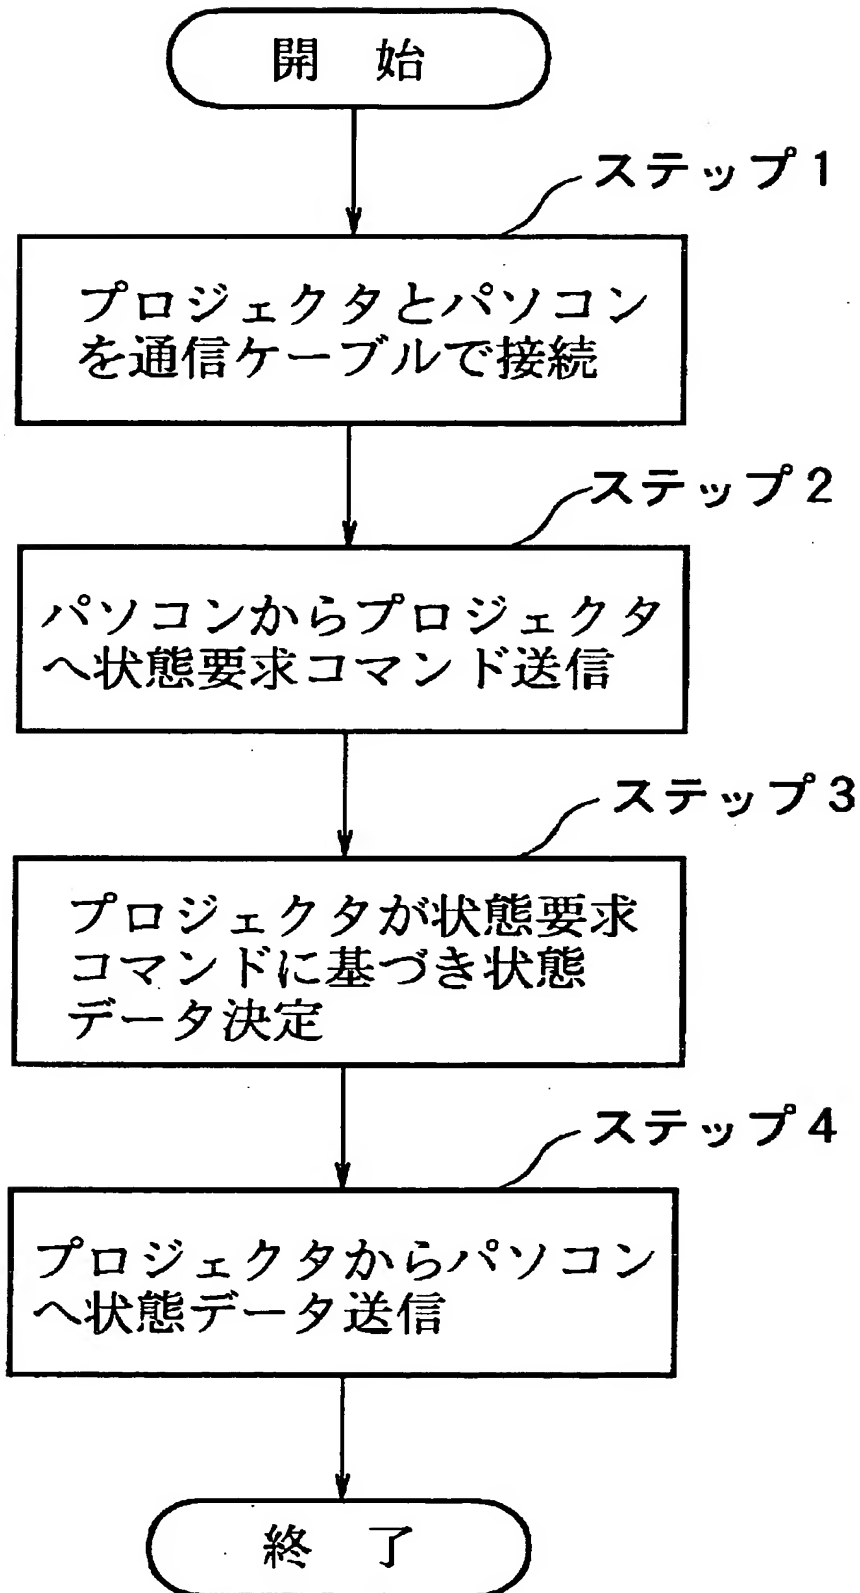 開 始
ステップ1
プロジェクタとパソコン
を通信ケーブルで接続
ステップ2
パソコンからプロジェクタ
へ状態要求コマンド送信
ステップ3
プロジェクタが状態要求
コマンドに基づき状態
データ決定
ステップ4
プロジェクタからパソコン
へ状態データ送信
終 了